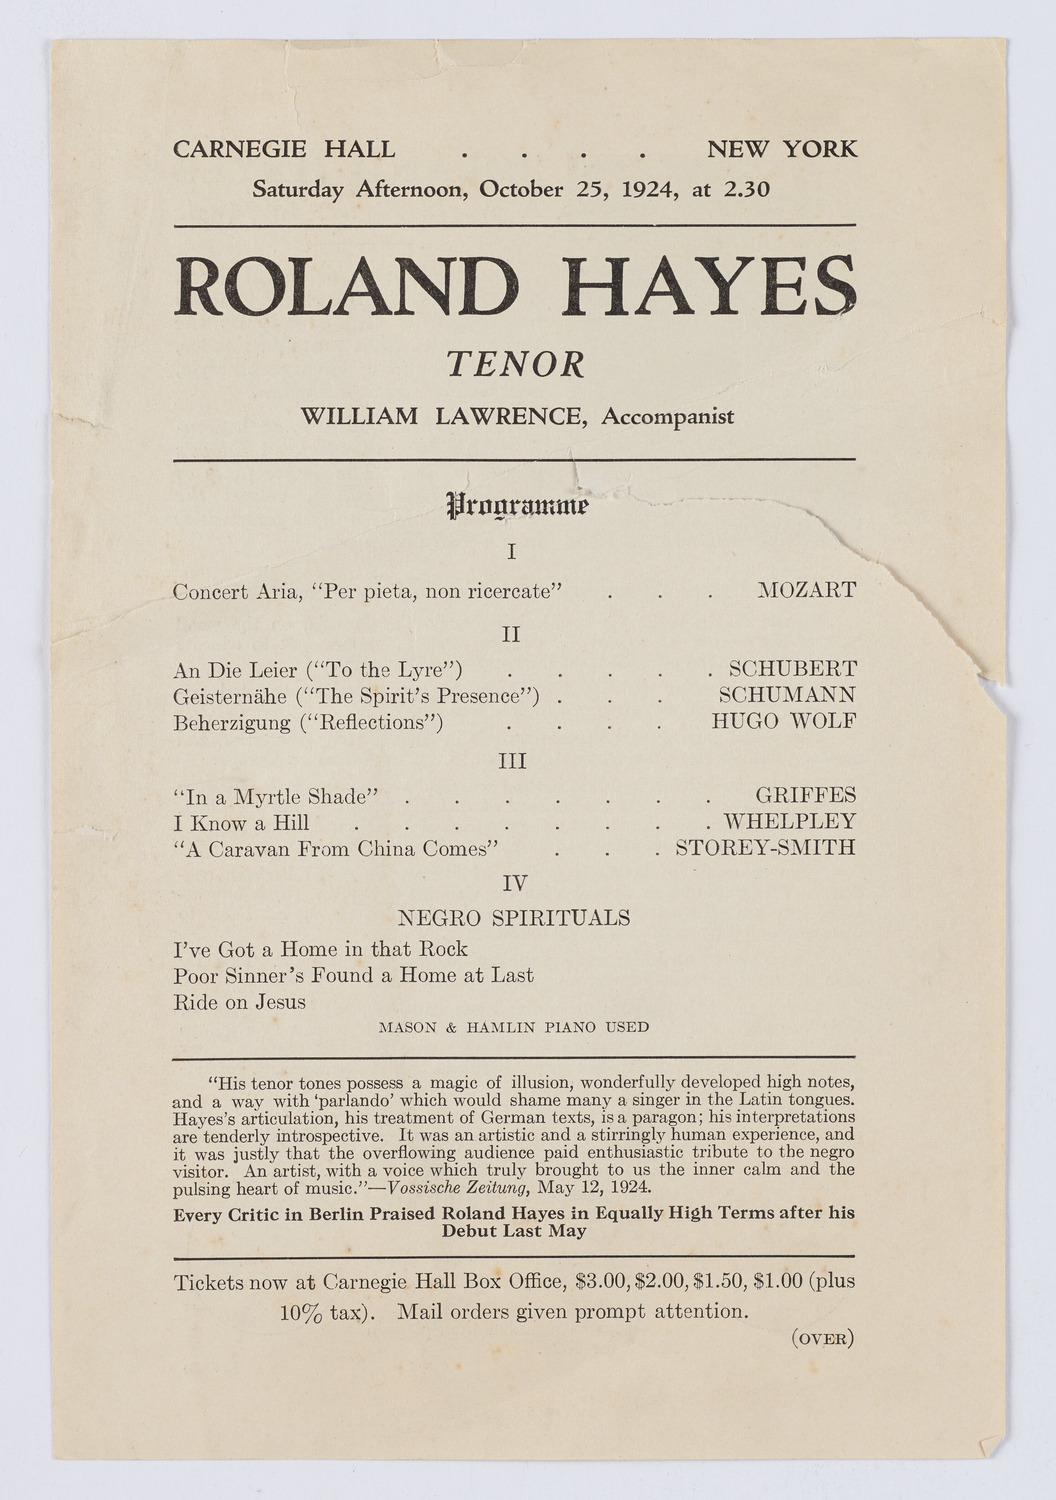 CARNEGIE HALL . . . . NEW YORK
Saturday Afternoon, October 25, 1924, at 2.30
ROLAND HAYES
TENOR
WILLIAM LAWRENCE, Accompanist
Programme
I
Concert Aria, “Per pieta, non ricercate” . . . MOZART
II
An Die Leier (“To the Lyre”) . . . . . SCHUBERT
Geisternähe (“The Spirit’s Presence”) . . . SCHUMANN
Beherzigung (“Reflections”) . . . . HUGO WOLF
III
“In a Myrtle Shade” . . . . . . . GRIFFES
I Know a Hill . . . . . . . . WHELPLEY
“A Caravan From China Comes” . . . STOREY-SMITH
IV
NEGRO SPIRITUALS
I’ve Got a Home in that Rock
Poor Sinner’s Found a Home at Last
Ride on Jesus
MASON & HAMLIN PIANO USED
“His tenor tones possess a magic of illusion, wonderfully developed high notes,
and a way with ‘parlando’ which would shame many a singer in the Latin tongues.
Hayes’s articulation, his treatment of German texts, is a paragon; his interpretations
are tenderly introspective. It was an artistic and a stirringly human experience, and
it was justly that the overflowing audience paid enthusiastic tribute to the negro
visitor. An artist, with a voice which truly brought to us the inner calm and the
pulsing heart of music.”—Vossische Zeitung, May 12, 1924.
Every Critic in Berlin Praised Roland Hayes in Equally High Terms after his
Debut Last May
Tickets now at Carnegie Hall Box Office, $3.00, $2.00, $1.50, $1.00 (plus
10% tax). Mail orders given prompt attention.
(OVER)